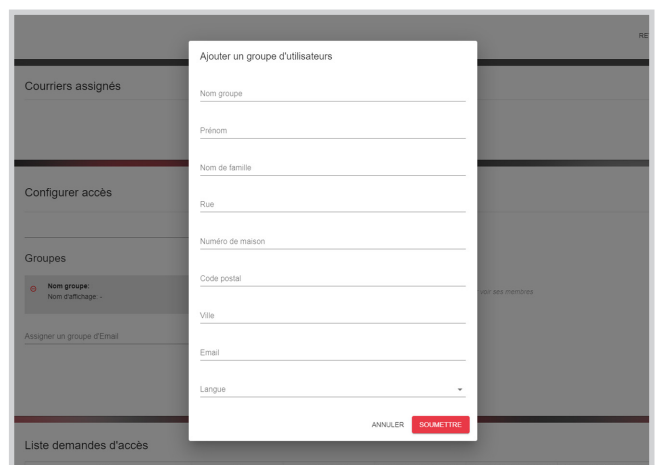 RE
Ajouter un groupe d'utilisateurs
Courriers assignés
Nom groupe
Prénom
Nom de famille
Configurer accès
Rue
Numéro de maison
Groupes
Code postal
Nom groupe:
Nom d'affichage: -
voir ses membres
Ville
Assigner un groupe d'Email
Email
Langue
ANNULER SOUMETTRE
Liste demandes d'accès